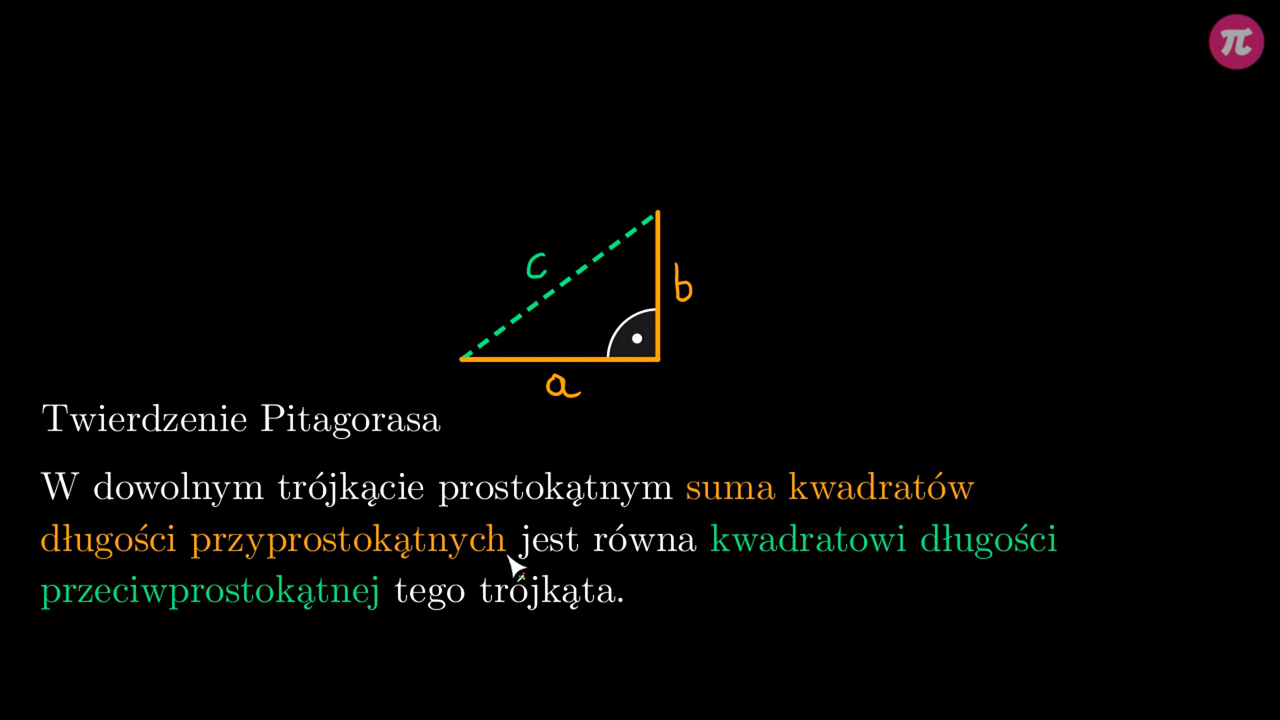 π
c
b
a
Twierdzenie Pitagorasa
W dowolnym trójkącie prostokątnym suma kwadratów
długości przyprostokątnych jest równa kwadratowi długości
przeciwprostokątnej tego trójkąta.